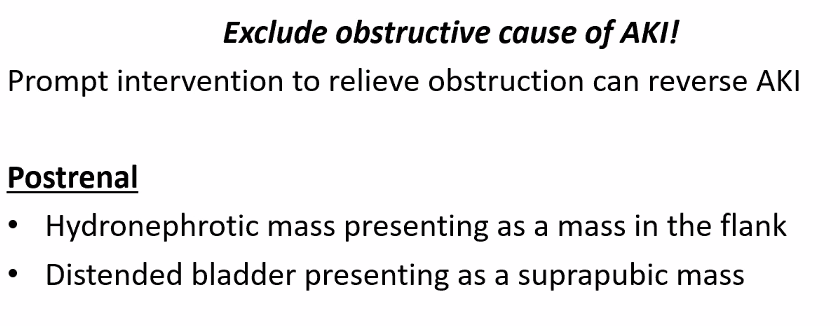 Exclude obstructive cause of AKI!
Prompt intervention to relieve obstruction can reverse AKI
Postrenal
• Hydronephrotic mass presenting as a mass in the flank
• Distended bladder presenting as a suprapubic mass